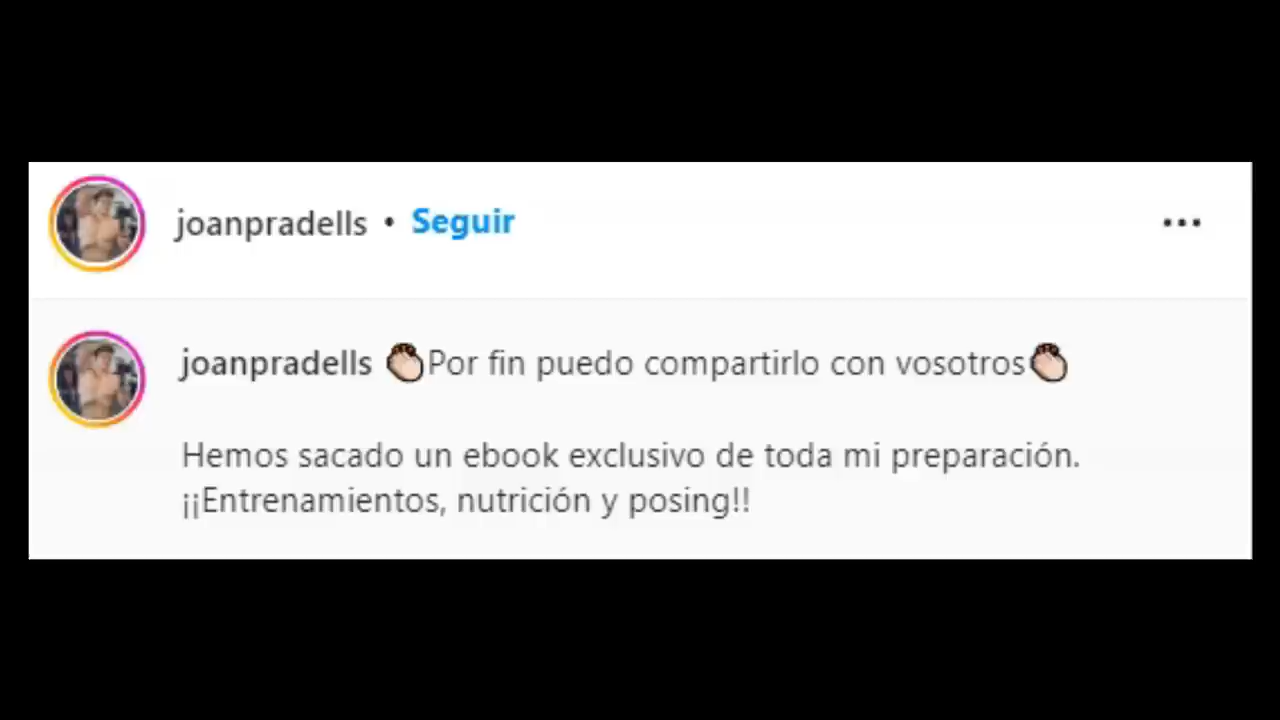 joanpradells • Seguir
joanpradells 👏Por fin puedo compartirlo con vosotros👏
Hemos sacado un ebook exclusivo de toda mi preparación.
¡¡Entrenamientos, nutrición y posing!!